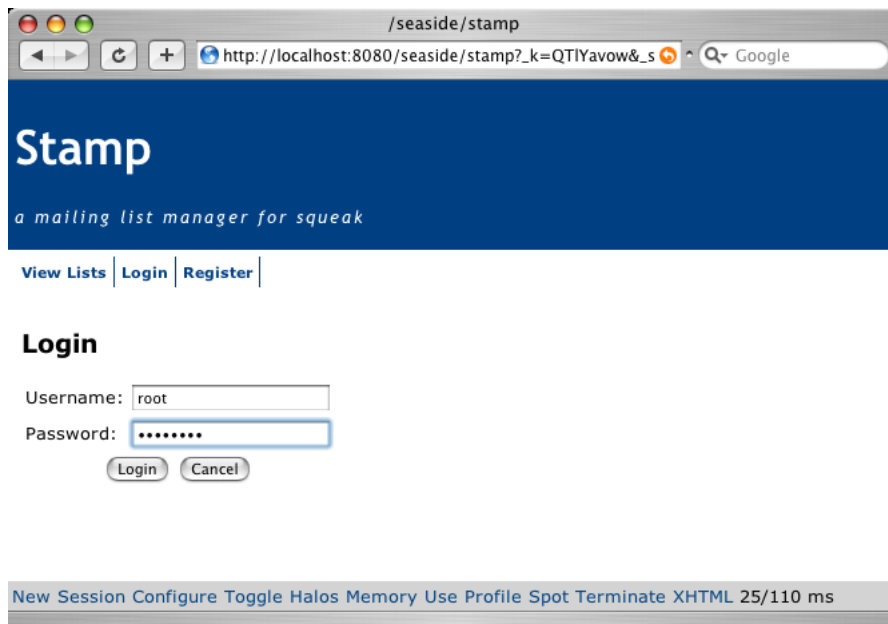 /seaside/stamp
http://localhost:8080/seaside/stamp?_k=QTlYavow&_s
Google
Stamp
a mailing list manager for squeak
View Lists Login Register
Login
Username: root
Password: ••••••••
Login Cancel
New Session Configure Toggle Halos Memory Use Profile Spot Terminate XHTML 25/110 ms